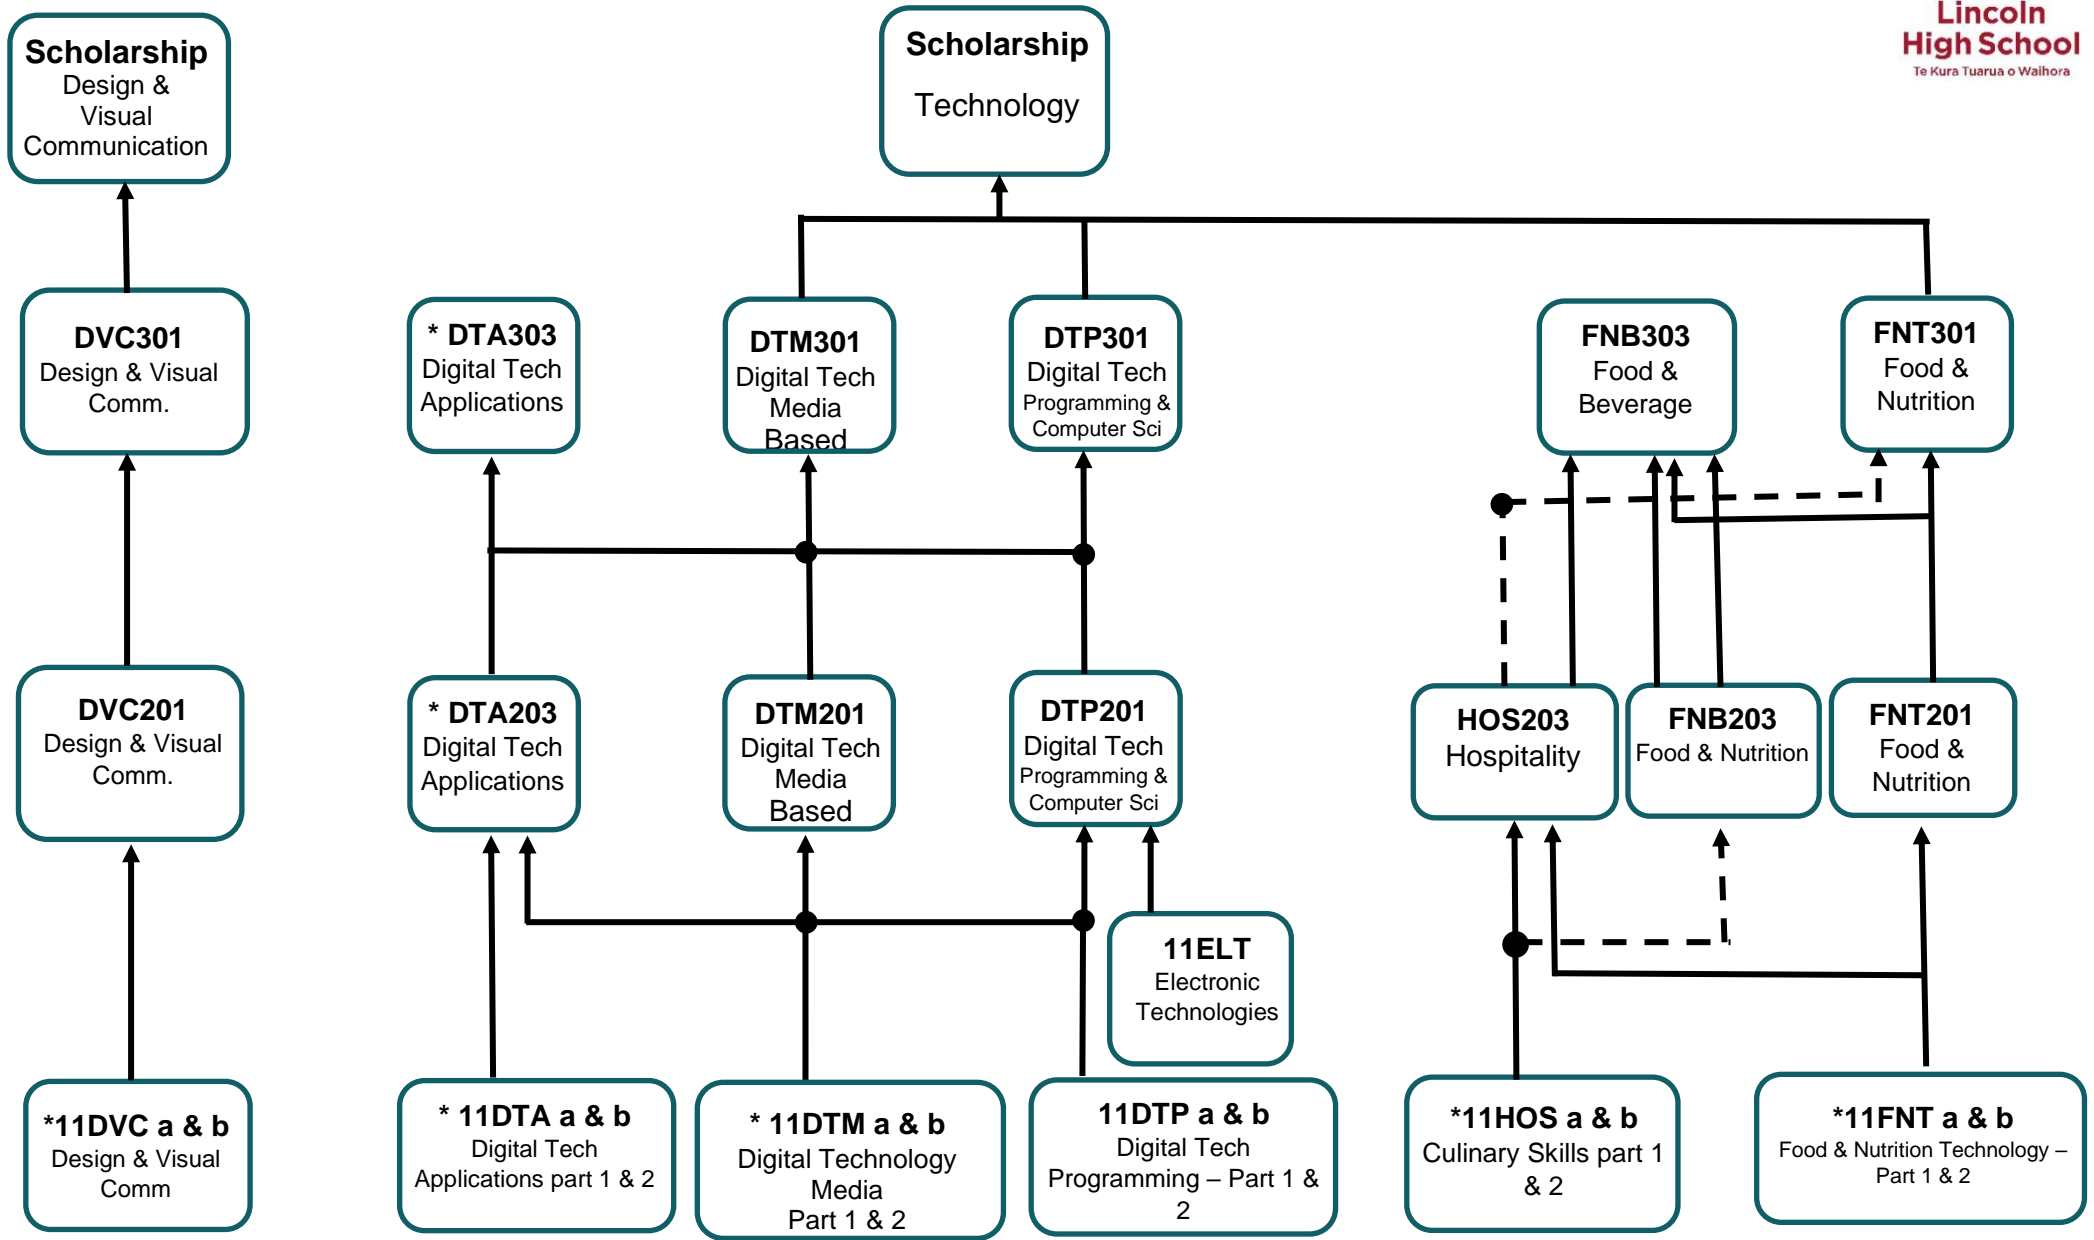 Lincoln
High School
Te Kura Tuarua o Waihora
Scholarship
Design &
Visual
Communication
Scholarship
Technology
DVC301
Design & Visual
Comm.
* DTA303
Digital Tech
Applications
DTM301
Digital Tech
Media
Based
DTP301
Digital Tech
Programming &
Computer Sci
FNB303
Food &
Beverage
FNT301
Food &
Nutrition
DVC201
Design & Visual
Comm.
* DTA203
Digital Tech
Applications
DTM201
Digital Tech
Media
Based
DTP201
Digital Tech
Programming &
Computer Sci
HOS203
Hospitality
FNB203
Food & Nutrition
FNT201
Food &
Nutrition
11ELT
Electronic
Technologies
*11DVC a & b
Design & Visual
Comm
* 11DTA a & b
Digital Tech
Applications part 1 & 2
* 11DTM a & b
Digital Technology
Media
Part 1 & 2
11DTP a & b
Digital Tech
Programming – Part 1 &
2
*11HOS a & b
Culinary Skills part 1
& 2
*11FNT a & b
Food & Nutrition Technology –
Part 1 & 2